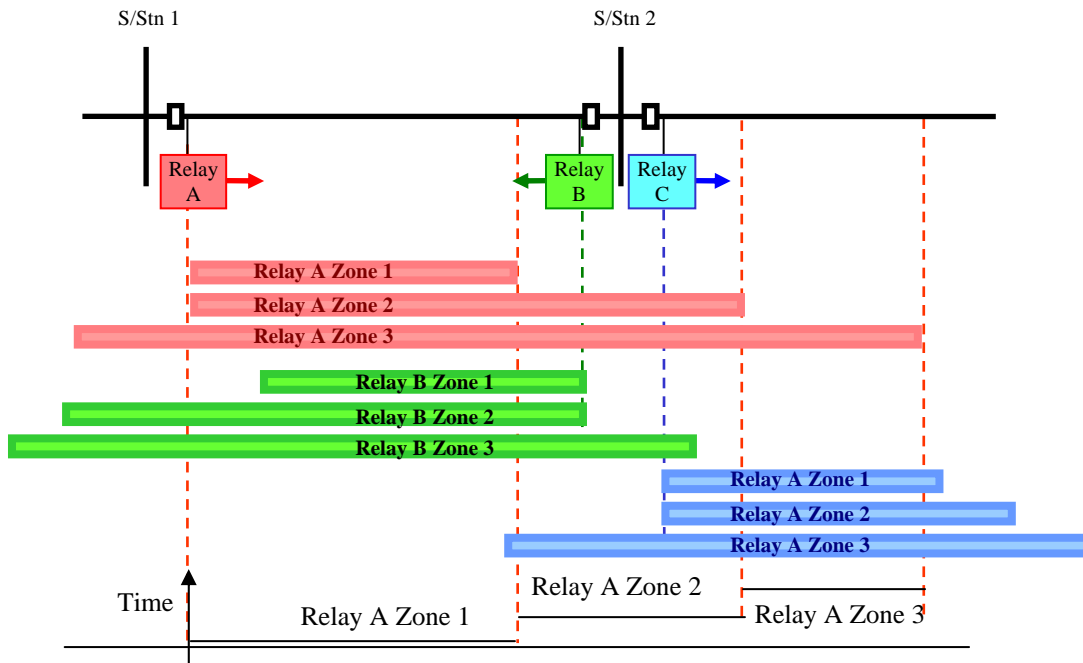 S/Stn 1
S/Stn 2
Relay
A
Relay
B
Relay
C
Relay A Zone 1
Relay A Zone 2
Relay A Zone 3
Relay B Zone 1
Relay B Zone 2
Relay B Zone 3
Relay A Zone 1
Relay A Zone 2
Relay A Zone 3
Time
Relay A Zone 1
Relay A Zone 2
Relay A Zone 3